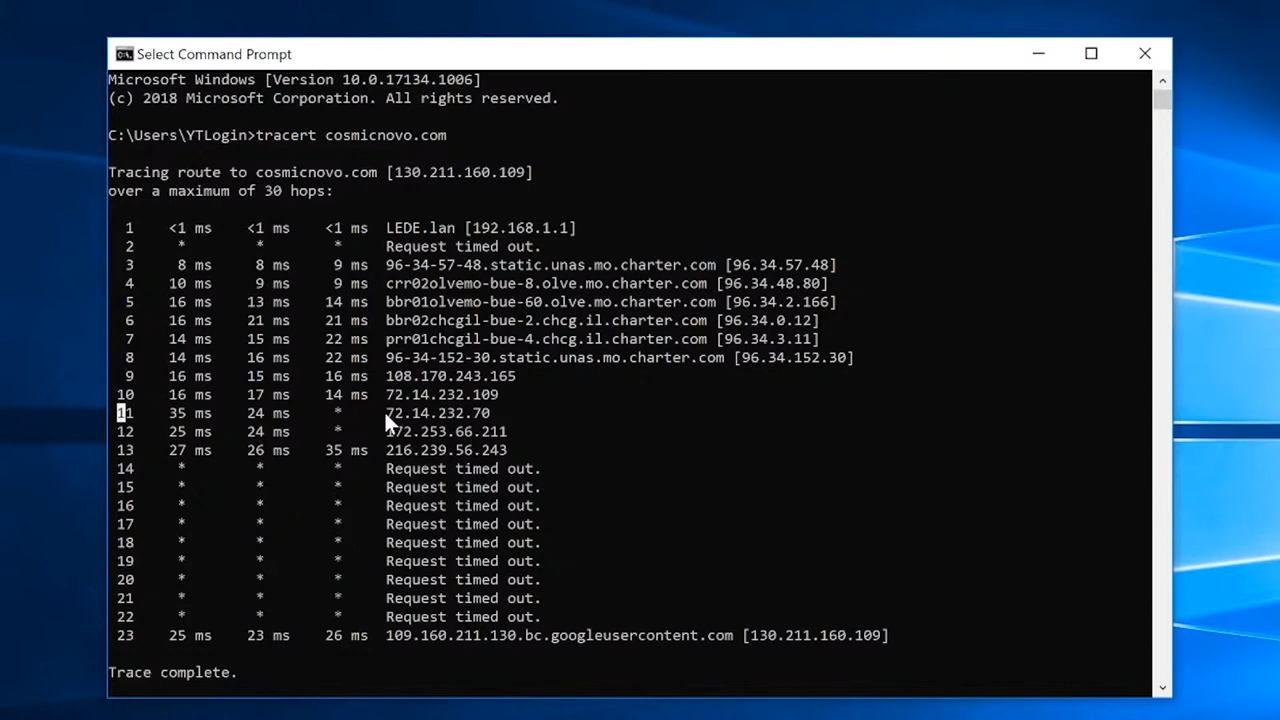 Select Command Prompt
Microsoft Windows [Version 10.0.17134.1006]
(c) 2018 Microsoft Corporation. All rights reserved.
C:\Users\YTLogin>tracert cosmicnovo.com
Tracing route to cosmicnovo.com [130.211.160.109]
over a maximum of 30 hops:
1 <1 ms <1 ms <1 ms LEDE.lan [192.168.1.1]
2 * * * Request timed out.
3 8 ms 8 ms 9 ms 96-34-57-48.static.unas.mo.charter.com [96.34.57.48]
4 10 ms 9 ms 9 ms crr02olvemo-bue-8.olve.mo.charter.com [96.34.48.80]
5 16 ms 13 ms 14 ms bbr01olvemo-bue-60.olve.mo.charter.com [96.34.2.166]
6 16 ms 21 ms 21 ms bbr02chcgil-bue-2.chcg.il.charter.com [96.34.0.12]
7 14 ms 15 ms 22 ms prr01chcgil-bue-4.chcg.il.charter.com [96.34.3.11]
8 14 ms 16 ms 22 ms 96-34-152-30.static.unas.mo.charter.com [96.34.152.30]
9 16 ms 15 ms 16 ms 108.170.243.165
10 16 ms 17 ms 14 ms 72.14.232.109
11 35 ms 24 ms * 72.14.232.70
12 25 ms 24 ms * 172.253.66.211
13 27 ms 26 ms 35 ms 216.239.56.243
14 * * * Request timed out.
15 * * * Request timed out.
16 * * * Request timed out.
17 * * * Request timed out.
18 * * * Request timed out.
19 * * * Request timed out.
20 * * * Request timed out.
21 * * * Request timed out.
22 * * * Request timed out.
23 25 ms 23 ms 26 ms 109.160.211.130.bc.googleusercontent.com [130.211.160.109]
Trace complete.